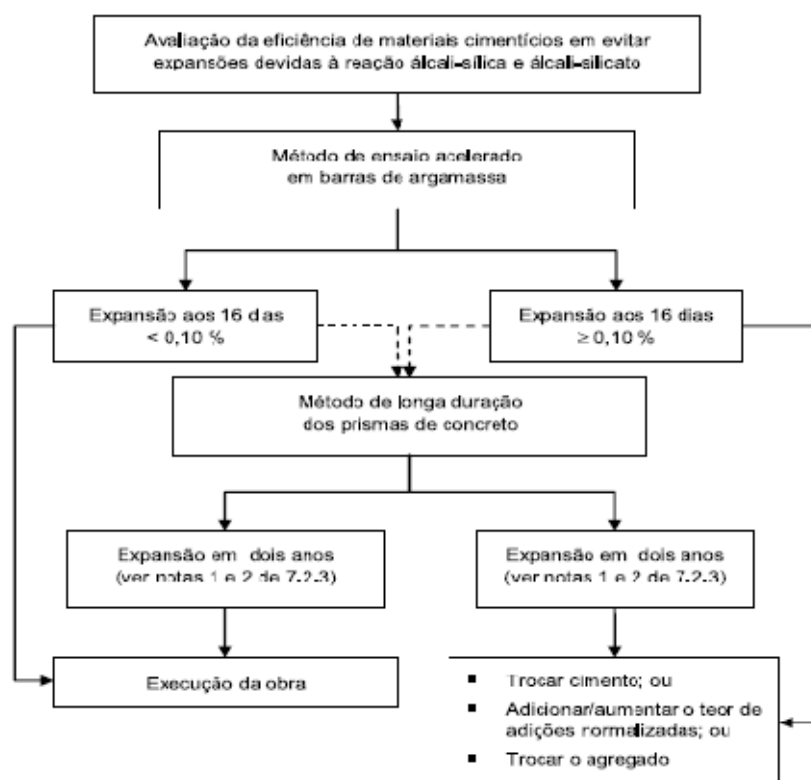 Avaliação da eficiência de materiais cimentícios em evitar
expansões devidas à reação álcali-sílica e álcali-silicato
Método de ensaio acelerado
em barras de argamassa
Expansão aos 16 dias
< 0,10 %
Expansão aos 16 dias
≥ 0,10 %
Método de longa duração
dos prismas de concreto
Expansão em dois anos
(ver notas 1 e 2 de 7.2.3)
Expansão em dois anos
(ver notas 1 e 2 de 7.2.3)
Execução da obra
▪ Trocar cimento; ou
▪ Adicionar/aumentar o teor de
adições normalizadas; ou
▪ Trocar o agregado